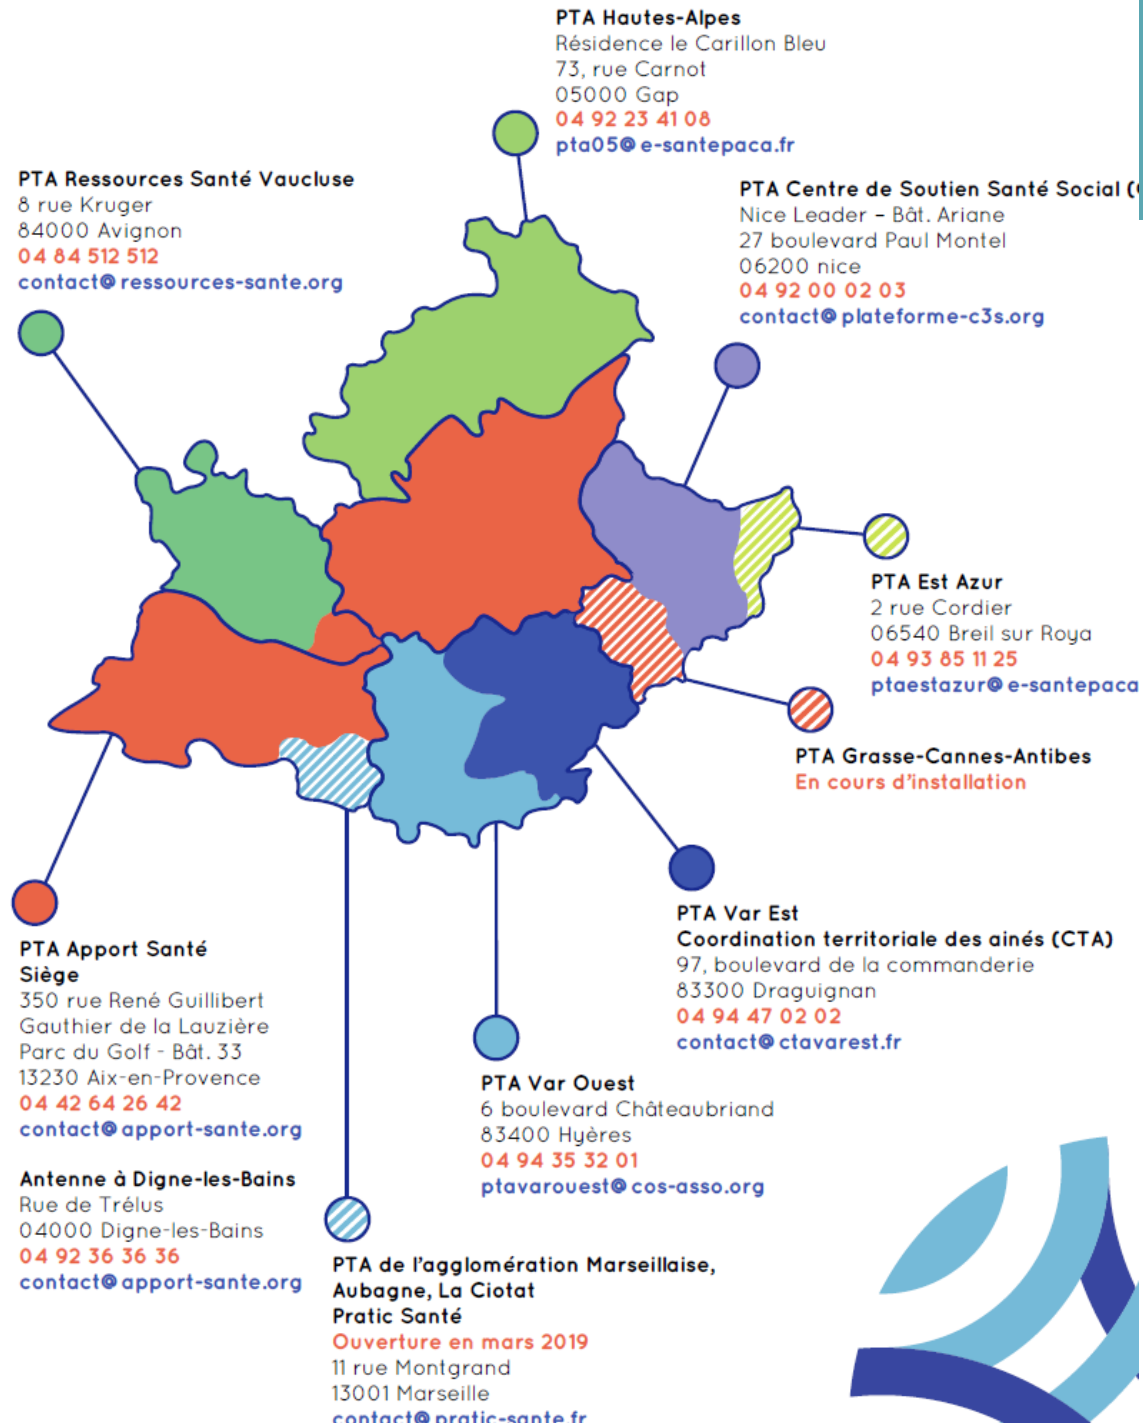 PTA Hautes-Alpes
Résidence le Carillon Bleu
73, rue Carnot
05000 Gap
04 92 23 41 08
pta05@e-santepaca.fr
PTA Ressources Santé Vaucluse
8 rue Kruger
84000 Avignon
04 84 512 512
contact@ressources-sante.org
PTA Centre de Soutien Santé Social (
Nice Leader – Bât. Ariane
27 boulevard Paul Montel
06200 nice
04 92 00 02 03
contact@plateforme-c3s.org
PTA Est Azur
2 rue Cordier
06540 Breil sur Roya
04 93 85 11 25
ptaestazur@e-santepaca
PTA Grasse-Cannes-Antibes
En cours d'installation
PTA Var Est
Coordination territoriale des ainés (CTA)
97, boulevard de la commanderie
83300 Draguignan
04 94 47 02 02
contact@ctavarest.fr
PTA Apport Santé
Siège
350 rue René Guillibert
Gauthier de la Lauzière
Parc du Golf - Bât. 33
13230 Aix-en-Provence
04 42 64 26 42
contact@apport-sante.org
Antenne à Digne-les-Bains
Rue de Trélus
04000 Digne-les-Bains
04 92 36 36 36
contact@apport-sante.org
PTA Var Ouest
6 boulevard Châteaubriand
83400 Hyères
04 94 35 32 01
ptavarouest@cos-asso.org
PTA de l'agglomération Marseillaise,
Aubagne, La Ciotat
Pratic Santé
Ouverture en mars 2019
11 rue Montgrand
13001 Marseille
contact@pratic-sante.fr